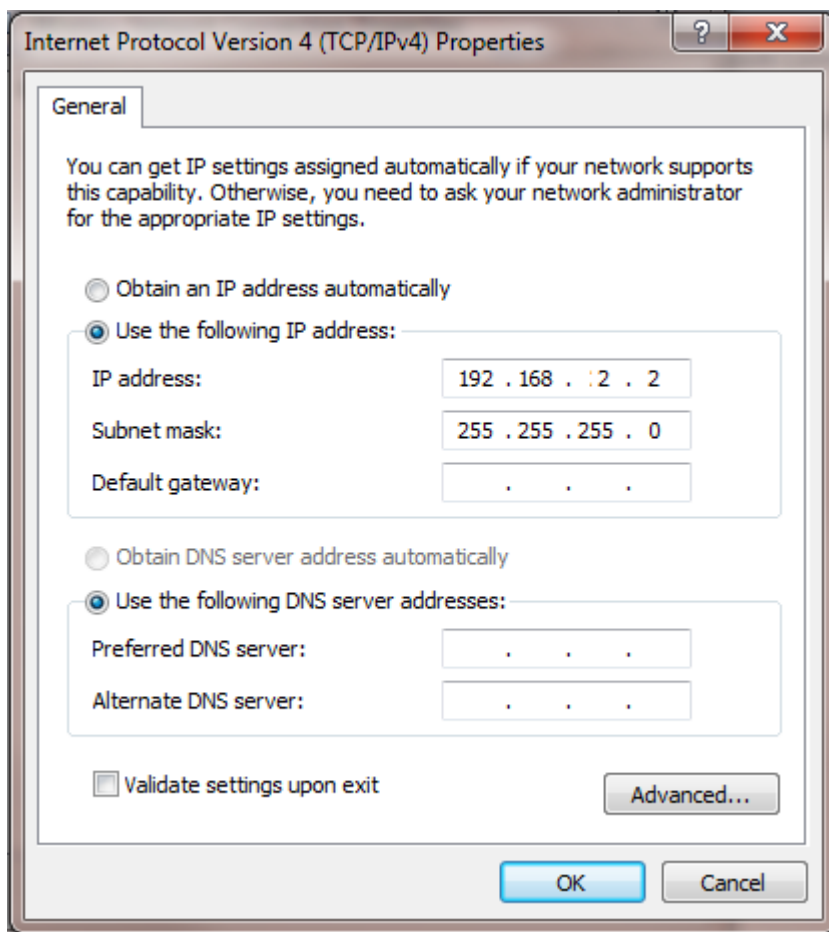 Internet Protocol Version 4 (TCP/IPv4) Properties
General
You can get IP settings assigned automatically if your network supports
this capability. Otherwise, you need to ask your network administrator
for the appropriate IP settings.
Obtain an IP address automatically
Use the following IP address:
IP address: 192 . 168 . 2 . 2
Subnet mask: 255 . 255 . 255 . 0
Default gateway: . . .
Obtain DNS server address automatically
Use the following DNS server addresses:
Preferred DNS server: . . .
Alternate DNS server: . . .
Validate settings upon exit
Advanced...
OK Cancel